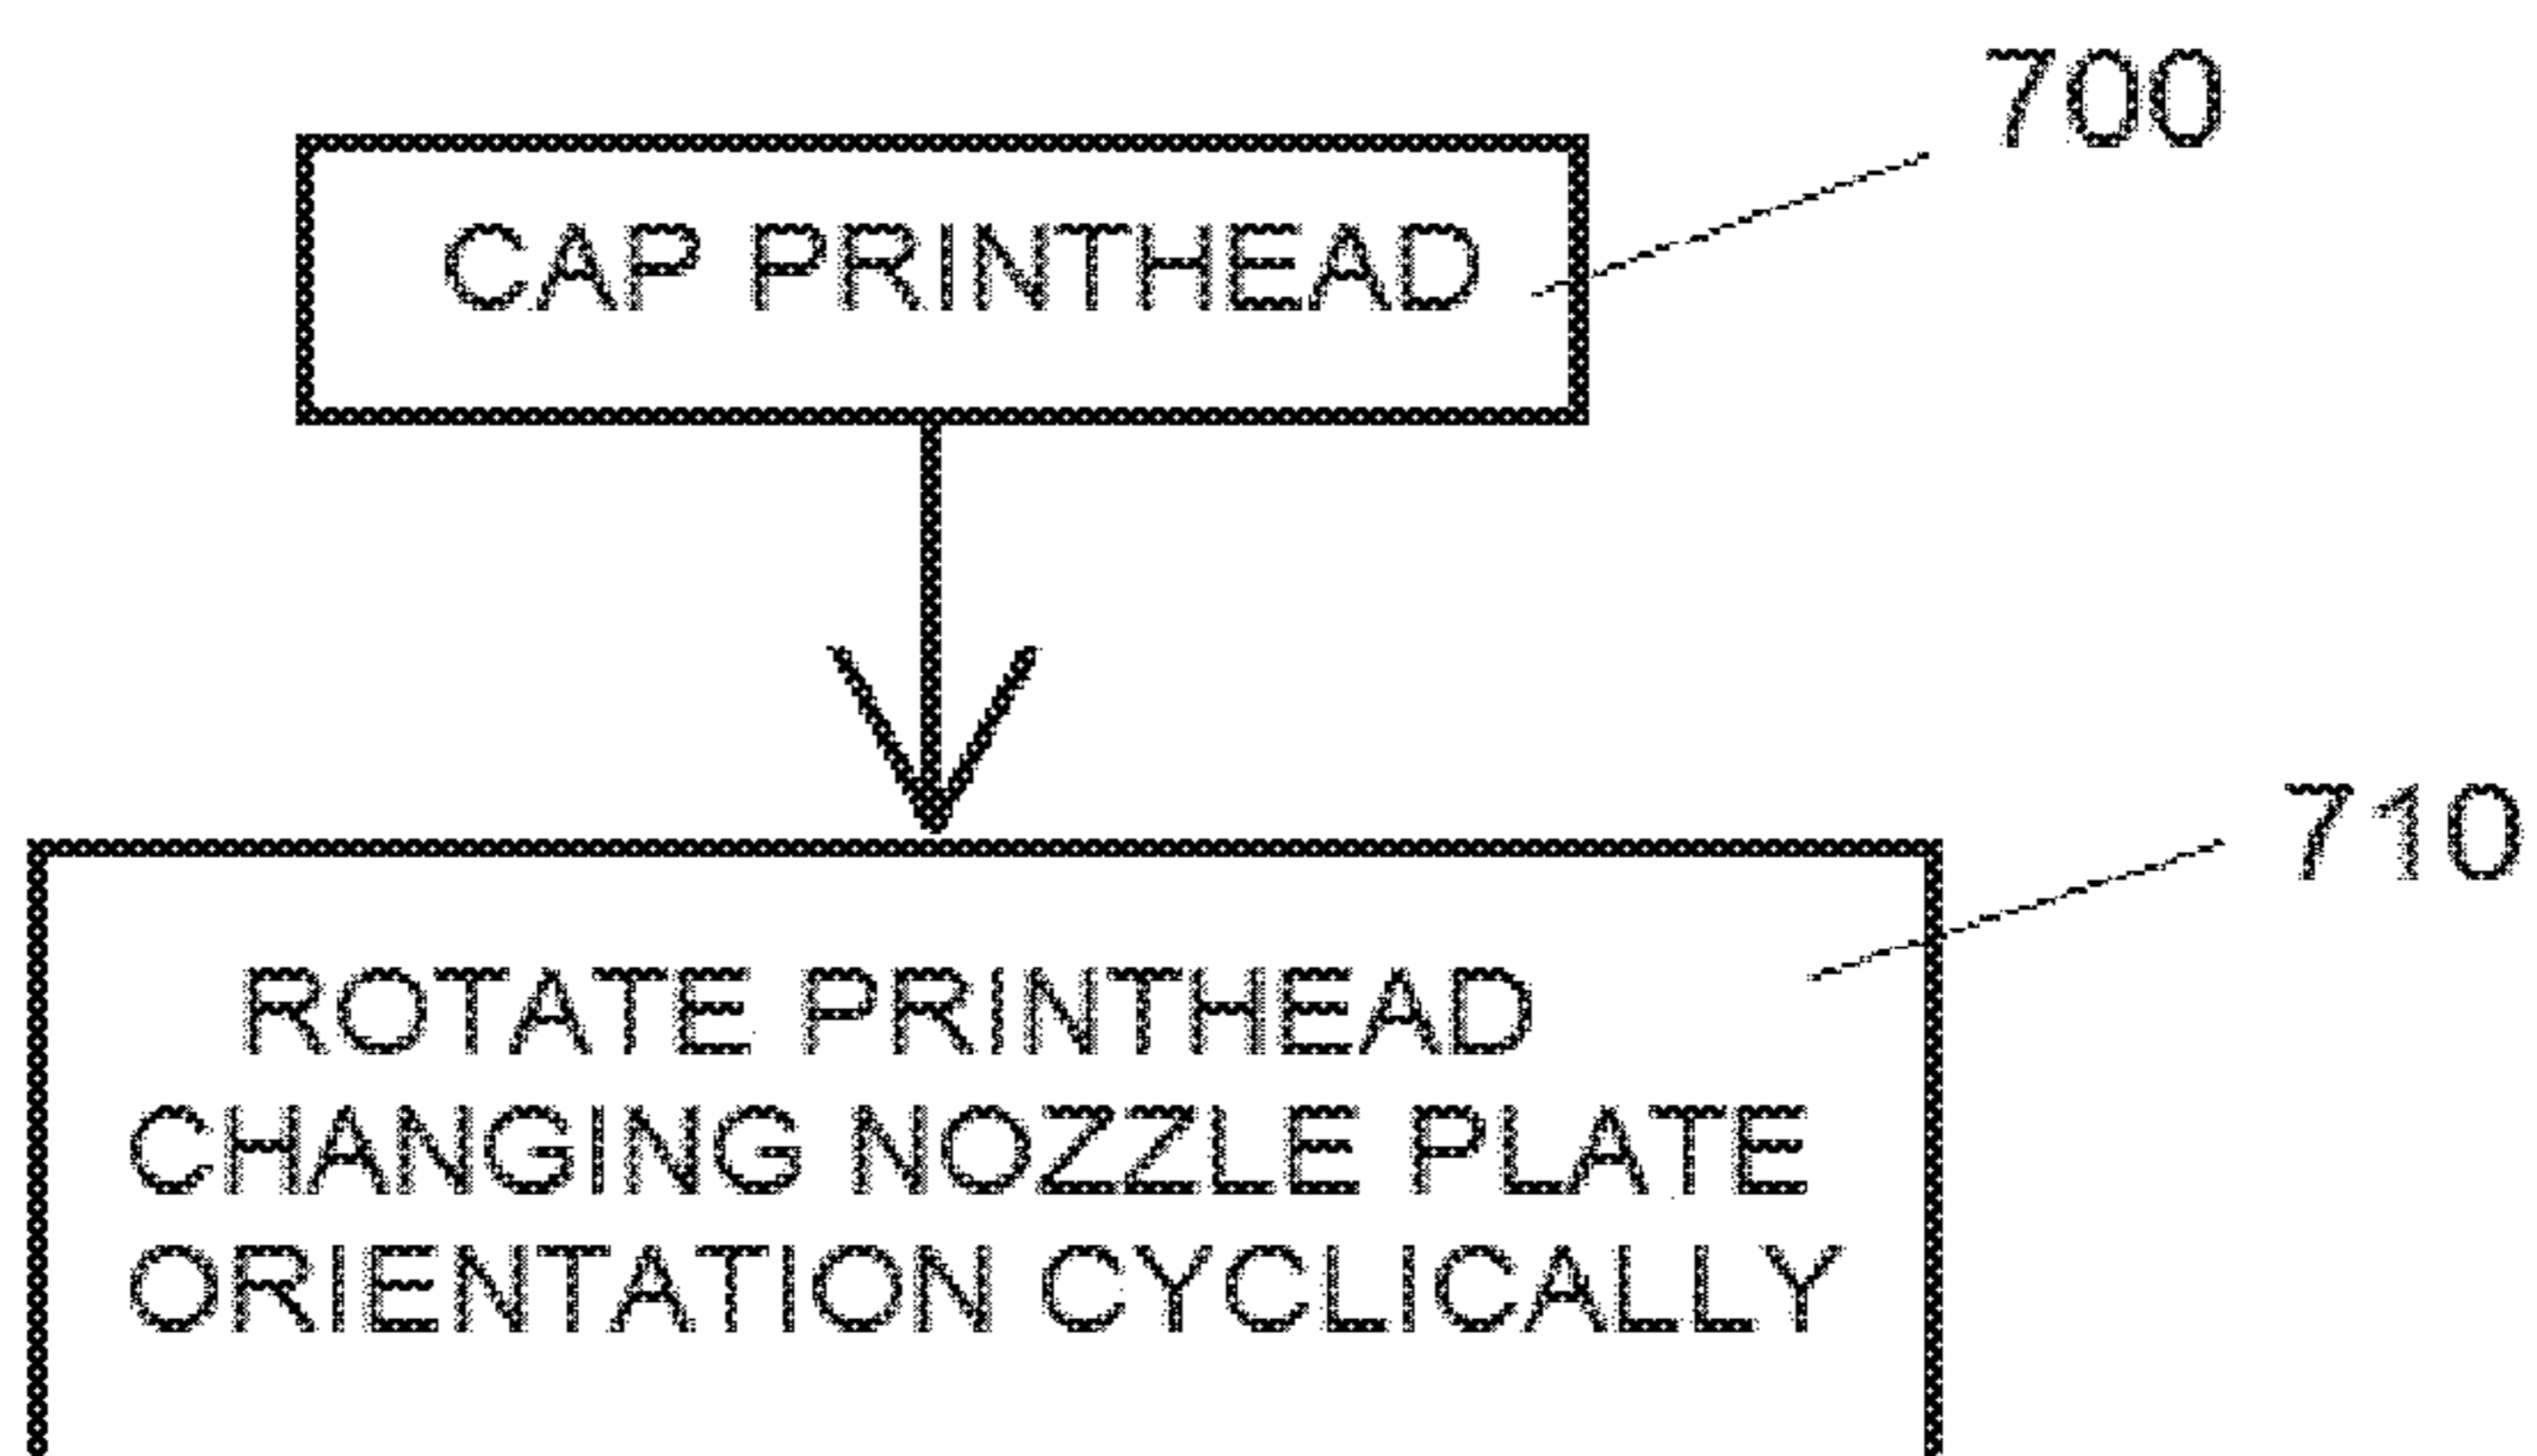 700
CAP PRINTHEAD
710
ROTATE PRINTHEAD
CHANGING NOZZLE PLATE
ORIENTATION CYCLICALLY